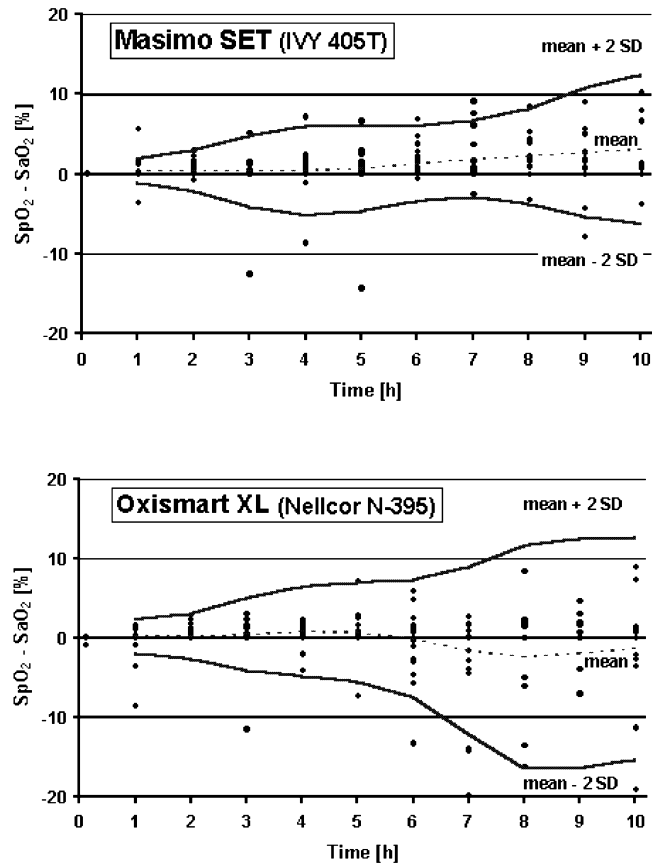 20
Masimo SET (IVY 405T)
mean + 2 SD
10
mean
0
-10
mean - 2 SD
-20
SpO2 - SaO2 [%]
0 1 2 3 4 5 6 7 8 9 10
Time [h]
20
Oxismart XL (Nellcor N-395)
mean + 2 SD
10
0
mean
-10
mean - 2 SD
-20
SpO2 - SaO2 [%]
0 1 2 3 4 5 6 7 8 9 10
Time [h]